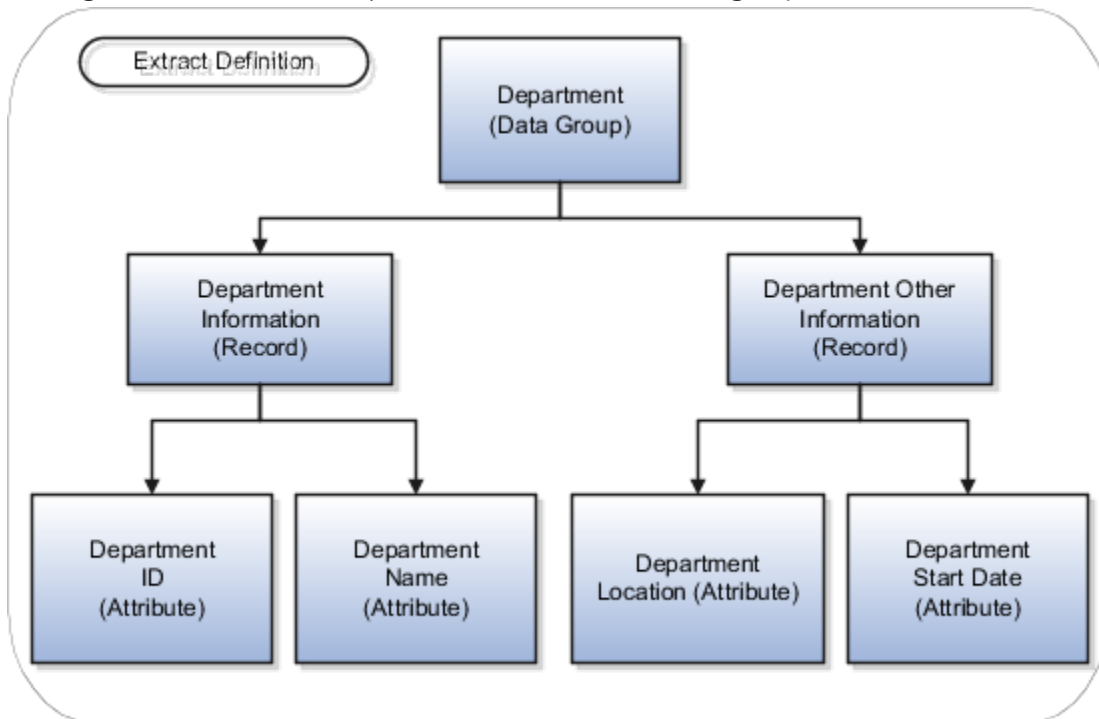 Extract Definition
Department
(Data Group)
Department
Information
(Record)
Department Other
Information
(Record)
Department
ID
(Attribute)
Department
Name
(Attribute)
Department
Location (Attribute)
Department
Start Date
(Attribute)